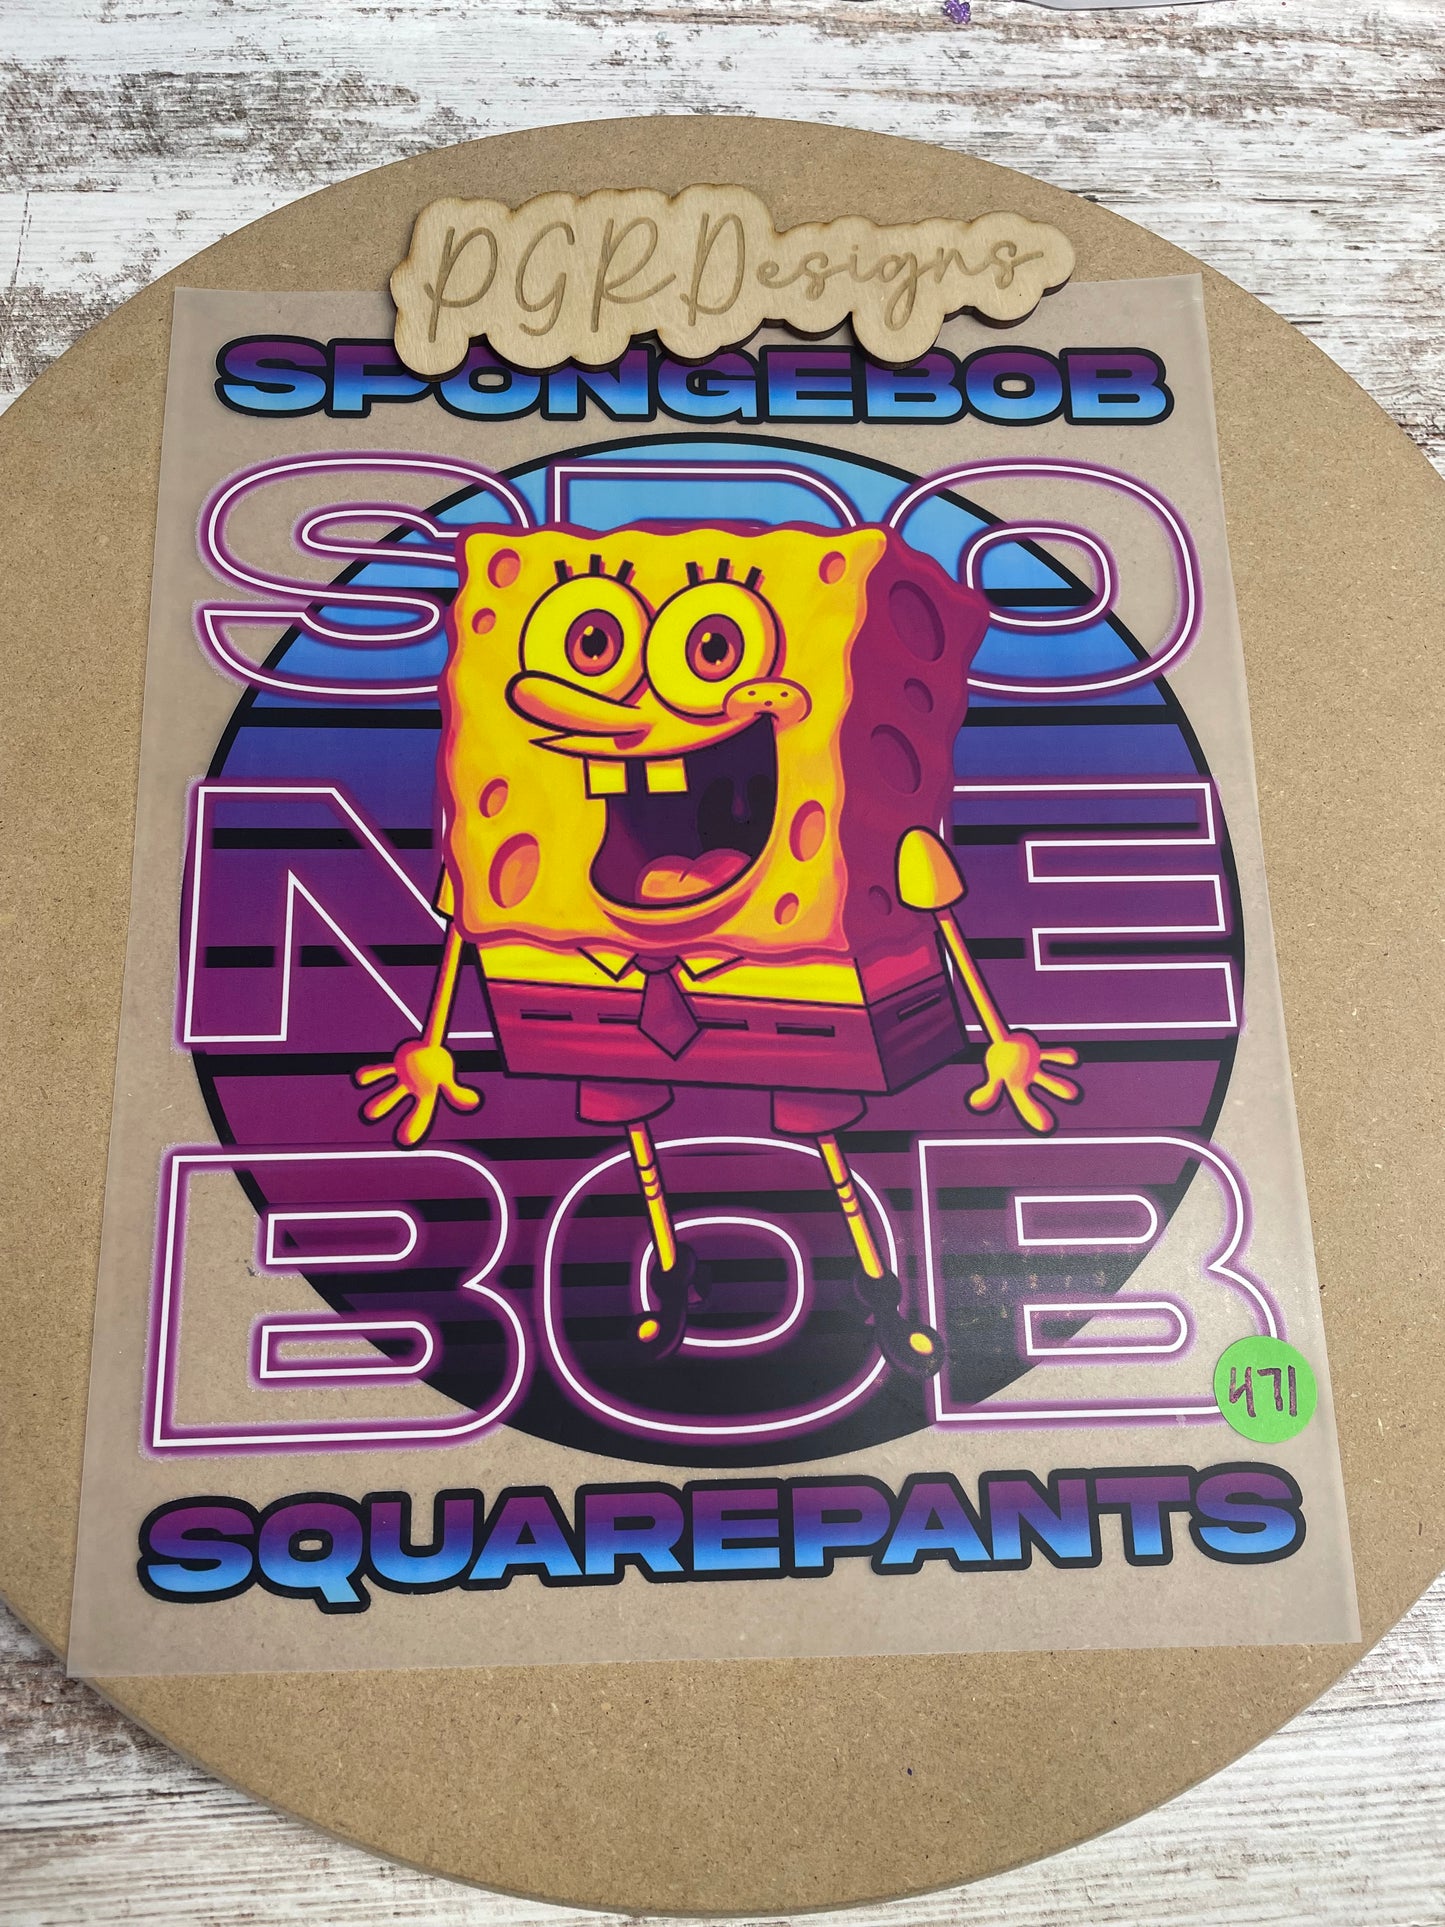 PGRDesigns
SPONGEBOB
SPO
NGE
BOB
471
SQUAREPANTS